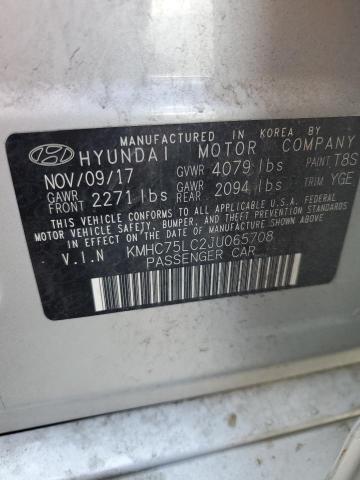 MANUFACTURED IN KOREA BY
HYUNDAI MOTOR COMPANY
NOV/09/17 GVWR 4079 lbs PAINT T8S
GAWR FRONT 2271 lbs GAWR REAR 2094 lbs TRIM YGE
THIS VEHICLE CONFORMS TO ALL APPLICABLE U.S. FEDERAL
MOTOR VEHICLE SAFETY, BUMPER, AND THEFT PREVENTION
STANDARDS IN EFFECT ON THE DATE OF MANUFACTURE SHOWN ABOVE.
V.I.N KMHC75LC2JU065708
PASSENGER CAR